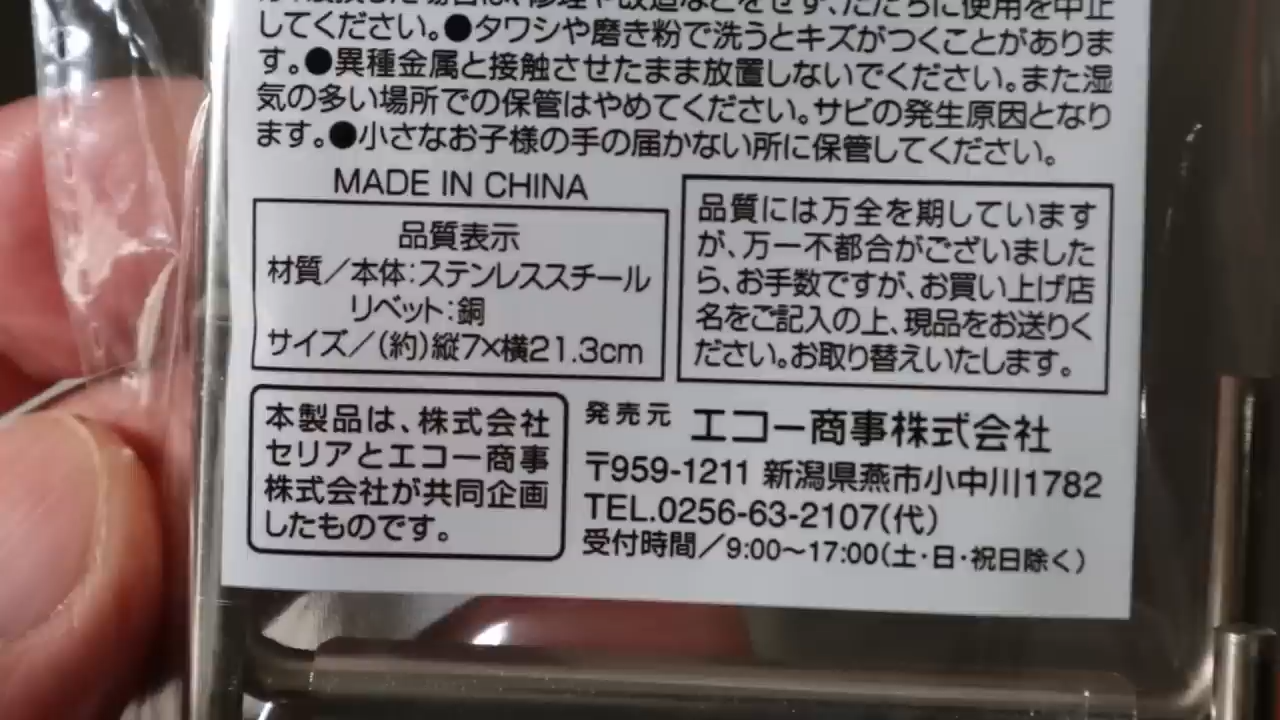 してください。●タワシや磨き粉で洗うとキズがつくことがありま
す。●異種金属と接触させたまま放置しないでください。また湿
気の多い場所での保管はやめてください。サビの発生原因となり
ます。●小さなお子様の手の届かない所に保管してください。
MADE IN CHINA
品質表示
材質/本体:ステンレススチール
リベット:銅
サイズ/(約)縦7×横21.3cm
品質には万全を期しています
が、万一不都合がございました
ら、お手数ですが、お買い上げ店
名をご記入の上、現品をお送りく
ださい。お取り替えいたします。
本製品は、株式会社
セリアとエコー商事
株式会社が共同企画
したものです。
発売元 エコー商事株式会社
〒959-1211 新潟県燕市小中川1782
TEL.0256-63-2107(代)
受付時間/9:00〜17:00(土・日・祝日除く)